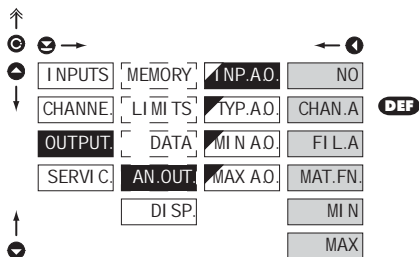 INPUTS MEMORY INP.A.O. NO
CHANNE. LIMITS TYP.A.O. CHAN.A DEF
OUTPUT. DATA MIN A.O. FIL.A
SERVIC. AN.OUT. MAX A.O. MAT.FN.
DISP. MIN
MAX